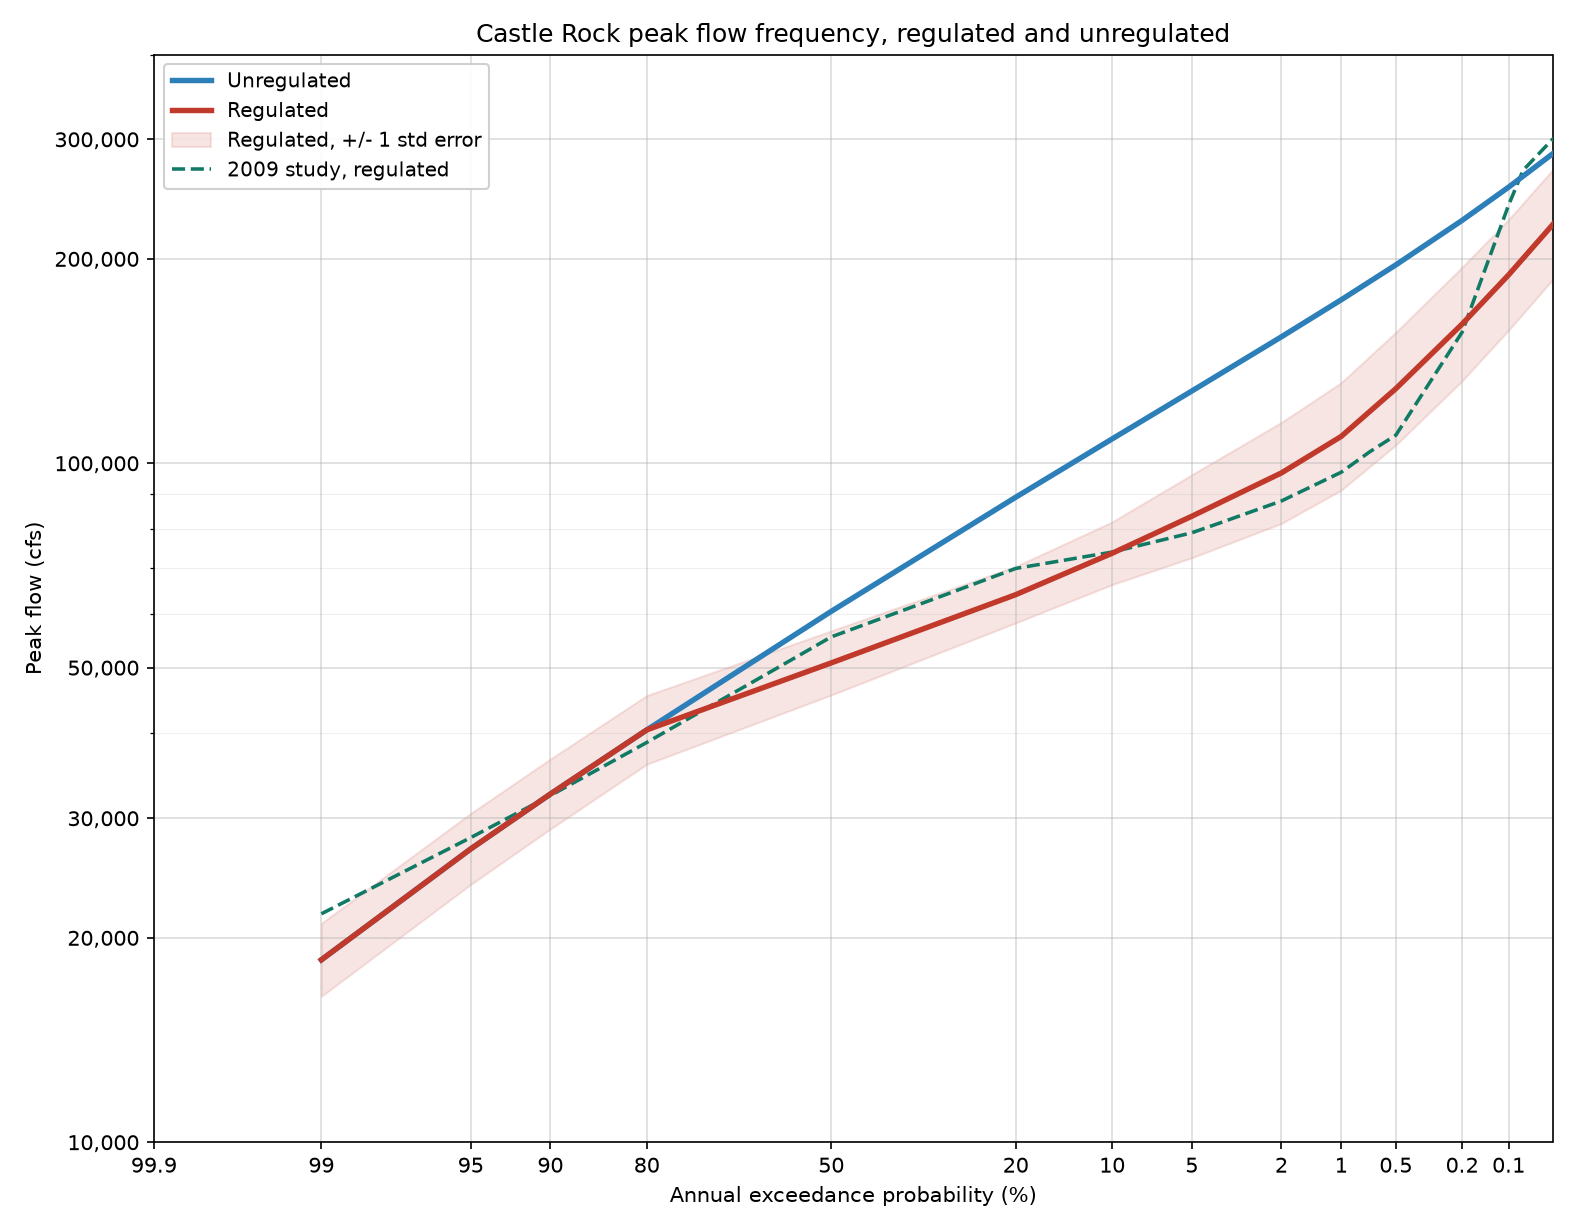 Castle Rock peak flow frequency, regulated and unregulated
Unregulated
Regulated
Regulated, +/- 1 std error
2009 study, regulated
300,000
200,000
100,000
50,000
30,000
20,000
10,000
Peak flow (cfs)
99.9 99 95 90 80 50 20 10 5 2 1 0.5 0.2 0.1
Annual exceedance probability (%)